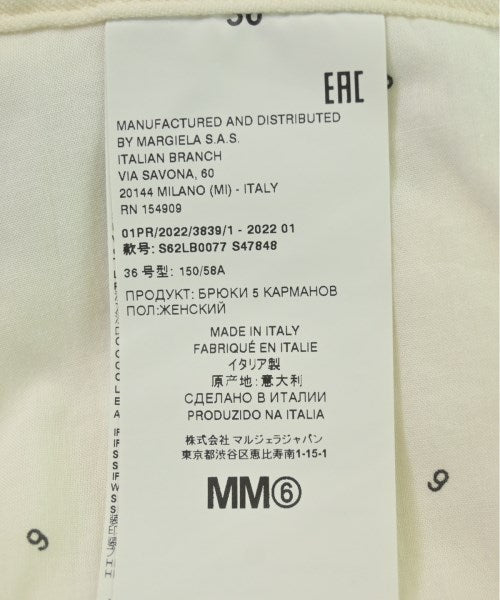 36
EAC
MANUFACTURED AND DISTRIBUTED
BY MARGIELA S.A.S.
ITALIAN BRANCH
VIA SAVONA, 60
20144 MILANO (MI) - ITALY
RN 154909
01PR/2022/3839/1 - 2022 01
款号: S62LB0077 S47848
36 号型: 150/58A
ПРОДУКТ: БРЮКИ 5 КАРМАНОВ
ПОЛ:ЖЕНСКИЙ
MADE IN ITALY
FABRIQUÉ EN ITALIE
イタリア製
原产地:意大利
СДЕЛАНО В ИТАЛИИ
PRODUZIDO NA ITALIA
株式会社 マルジェラジャパン
東京都渋谷区恵比寿南1-15-1
MM⑥
9
9